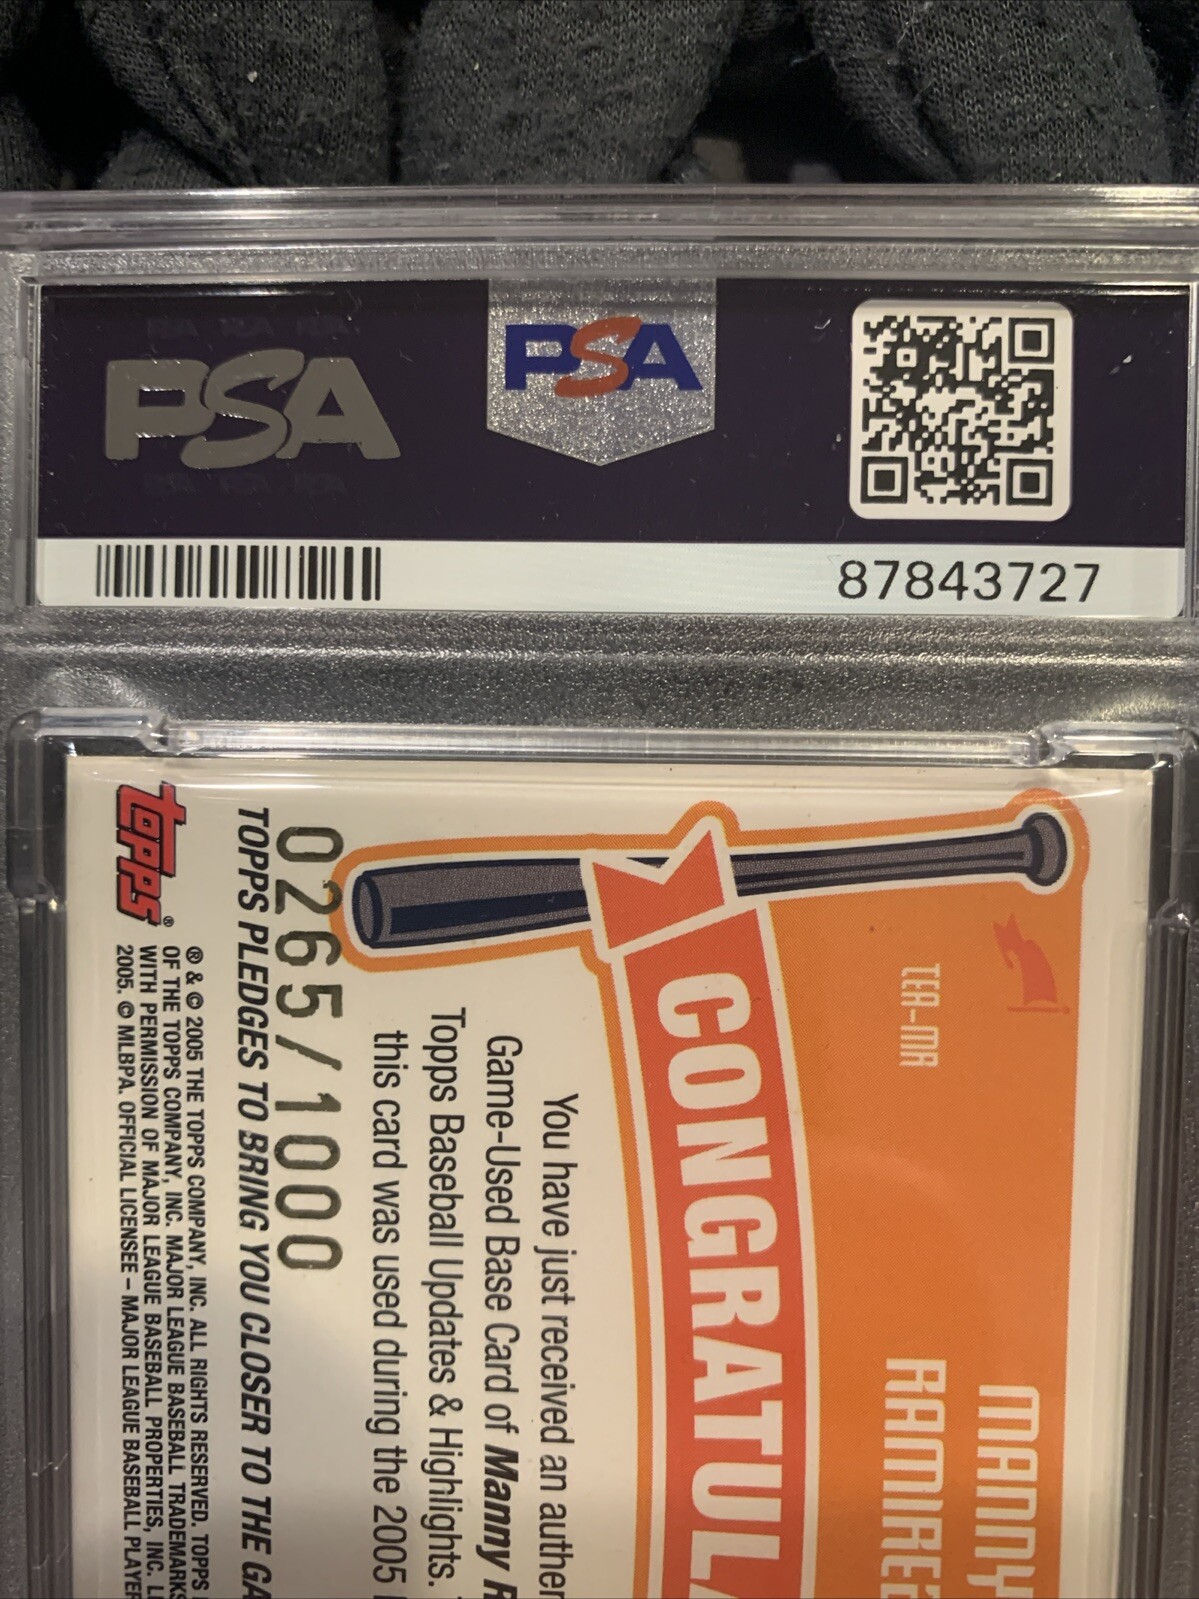 PSA
PSA
87843727
TEA-MR
MANNY
RAMIREZ
CONGRATULA
You have just received an authen
Game-Used Base Card of Manny R
Topps Baseball Updates & Highlights.
this card was used during the 2005
0265/1000
TOPPS PLEDGES TO BRING YOU CLOSER TO THE GA
topps®
® & © 2005 THE TOPPS COMPANY, INC. ALL RIGHTS RESERVED. TOPPS
OF THE TOPPS COMPANY, INC. MAJOR LEAGUE BASEBALL TRADEMARKS
WITH PERMISSION OF MAJOR LEAGUE BASEBALL PROPERTIES, INC.
2005. © MLBPA. OFFICIAL LICENSEE – MAJOR LEAGUE BASEBALL PLAYER